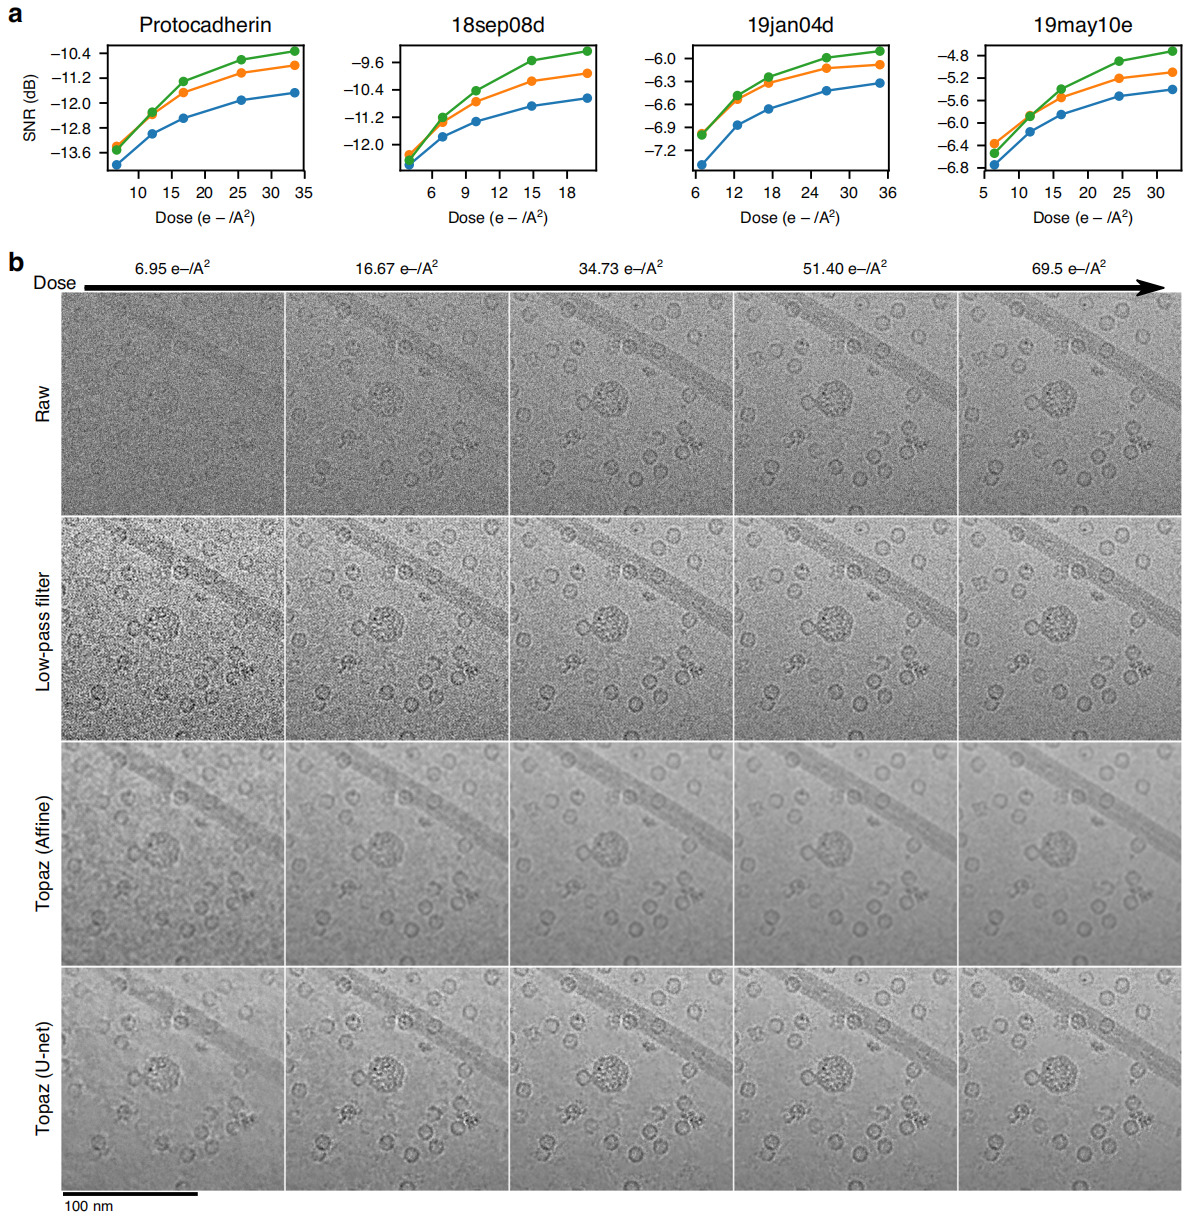 a
Protocadherin
18sep08d
19jan04d
19may10e
SNR (dB)
−10.4
−11.2
−12.0
−12.8
−13.6
10 15 20 25 30 35
Dose (e – /A²)
−9.6
−10.4
−11.2
−12.0
6 9 12 15 18
Dose (e – /A²)
−6.0
−6.3
−6.6
−6.9
−7.2
6 12 18 24 30 36
Dose (e – /A²)
−4.8
−5.2
−5.6
−6.0
−6.4
−6.8
5 10 15 20 25 30
Dose (e – /A²)
b
Dose
6.95 e–/A²
16.67 e–/A²
34.73 e–/A²
51.40 e–/A²
69.5 e–/A²
Raw
Low-pass filter
Topaz (Affine)
Topaz (U-net)
100 nm